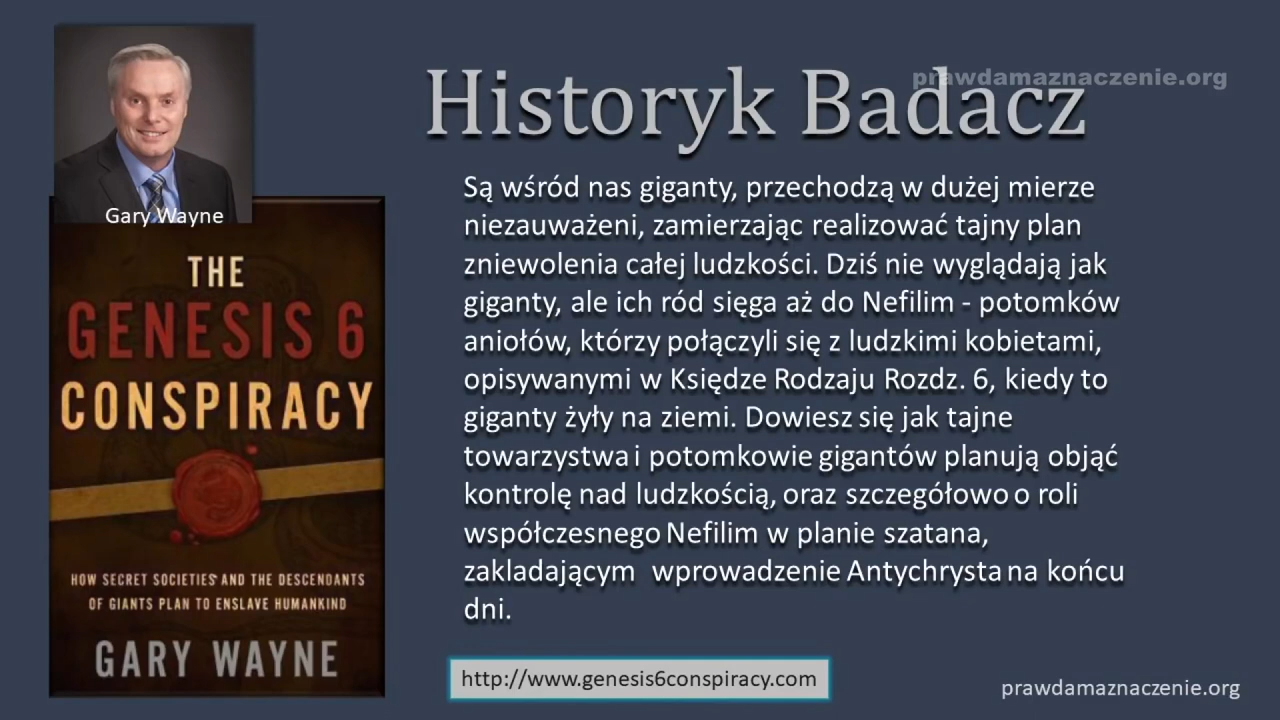 prawdamaznaczenie.org
Historyk Badacz
Gary Wayne
THE
GENESIS 6
CONSPIRACY
HOW SECRET SOCIETIES AND THE DESCENDANTS
OF GIANTS PLAN TO ENSLAVE HUMANKIND
GARY WAYNE
Są wśród nas giganty, przechodzą w dużej mierze
niezauważeni, zamierzając realizować tajny plan
zniewolenia całej ludzkości. Dziś nie wyglądają jak
giganty, ale ich ród sięga aż do Nefilim - potomków
aniołów, którzy połączyli się z ludzkimi kobietami,
opisywanymi w Księdze Rodzaju Rozdz. 6, kiedy to
giganty żyły na ziemi. Dowiesz się jak tajne
towarzystwa i potomkowie gigantów planują objąć
kontrolę nad ludzkością, oraz szczegółowo o roli
współczesnego Nefilim w planie szatana,
zakladającym wprowadzenie Antychrysta na końcu
dni.
http://www.genesis6conspiracy.com
prawdamaznaczenie.org